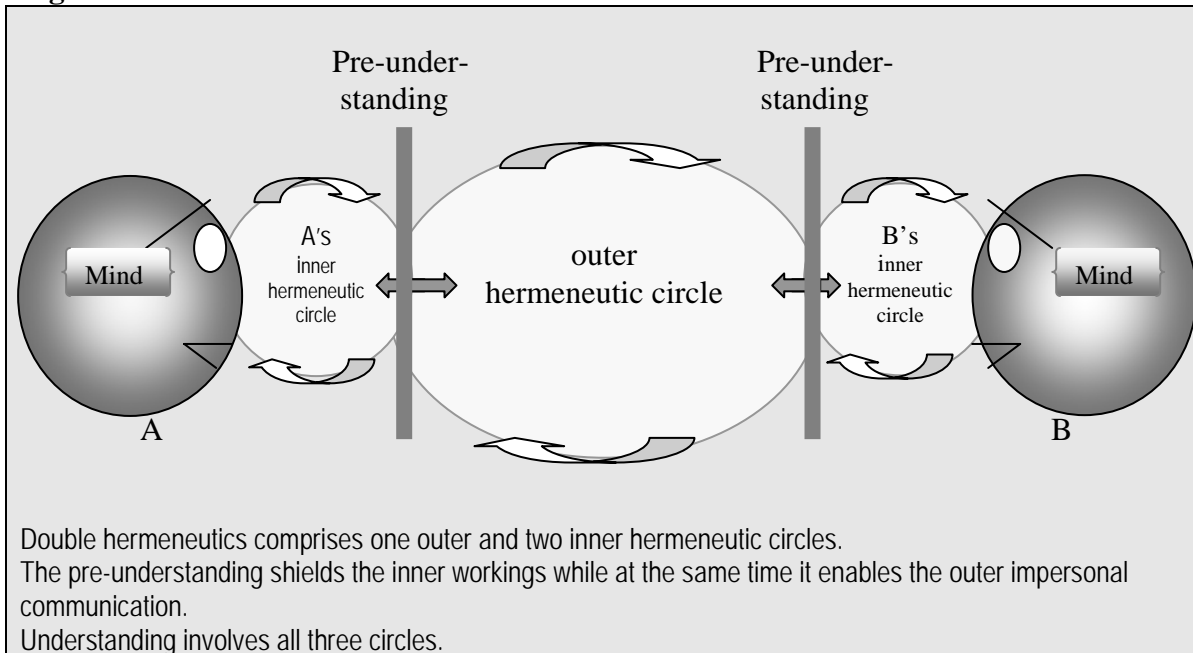 Pre-under-
standing
Pre-under-
standing
Mind
A's
inner
hermeneutic
circle
outer
hermeneutic circle
B's
inner
hermeneutic
circle
Mind
A
B
Double hermeneutics comprises one outer and two inner hermeneutic circles.
The pre-understanding shields the inner workings while at the same time it enables the outer impersonal
communication.
Understanding involves all three circles.